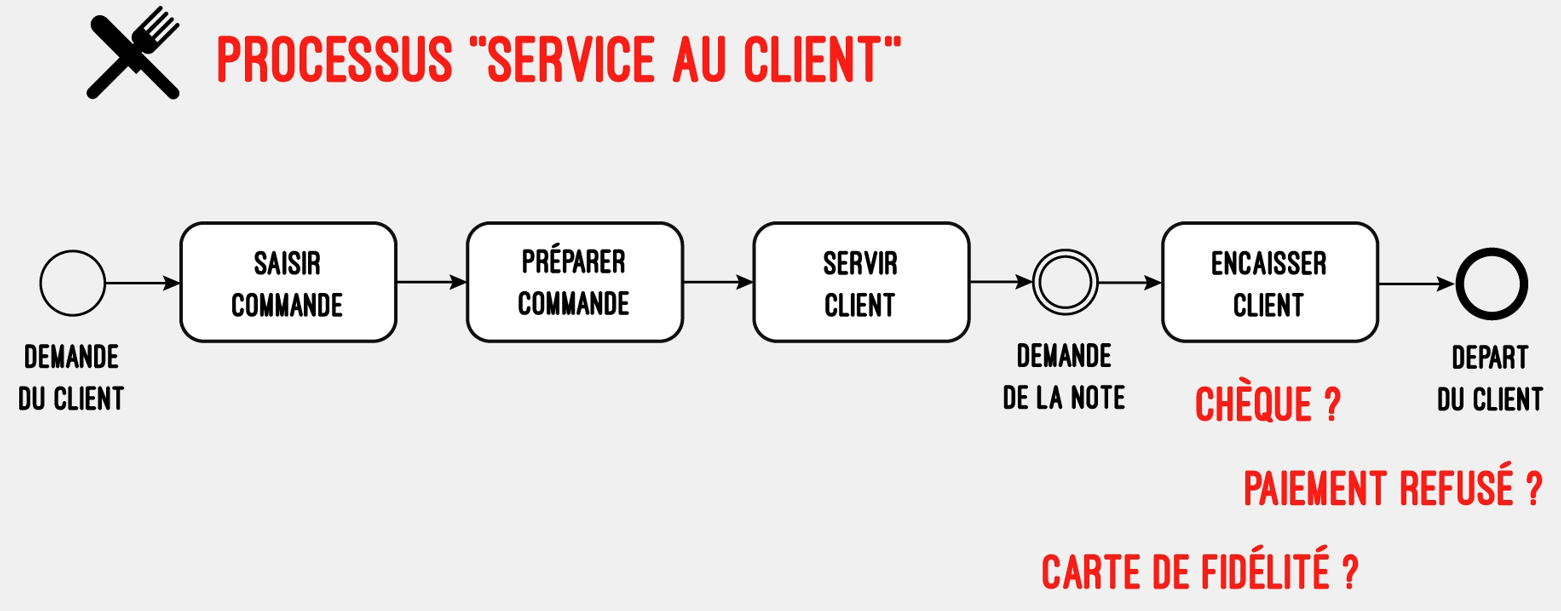 PROCESSUS "SERVICE AU CLIENT"
SAISIR
COMMANDE
PRÉPARER
COMMANDE
SERVIR
CLIENT
ENCAISSER
CLIENT
DEMANDE
DU CLIENT
DEMANDE
DE LA NOTE
DEPART
DU CLIENT
CHÈQUE ?
PAIEMENT REFUSÉ ?
CARTE DE FIDÉLITÉ ?